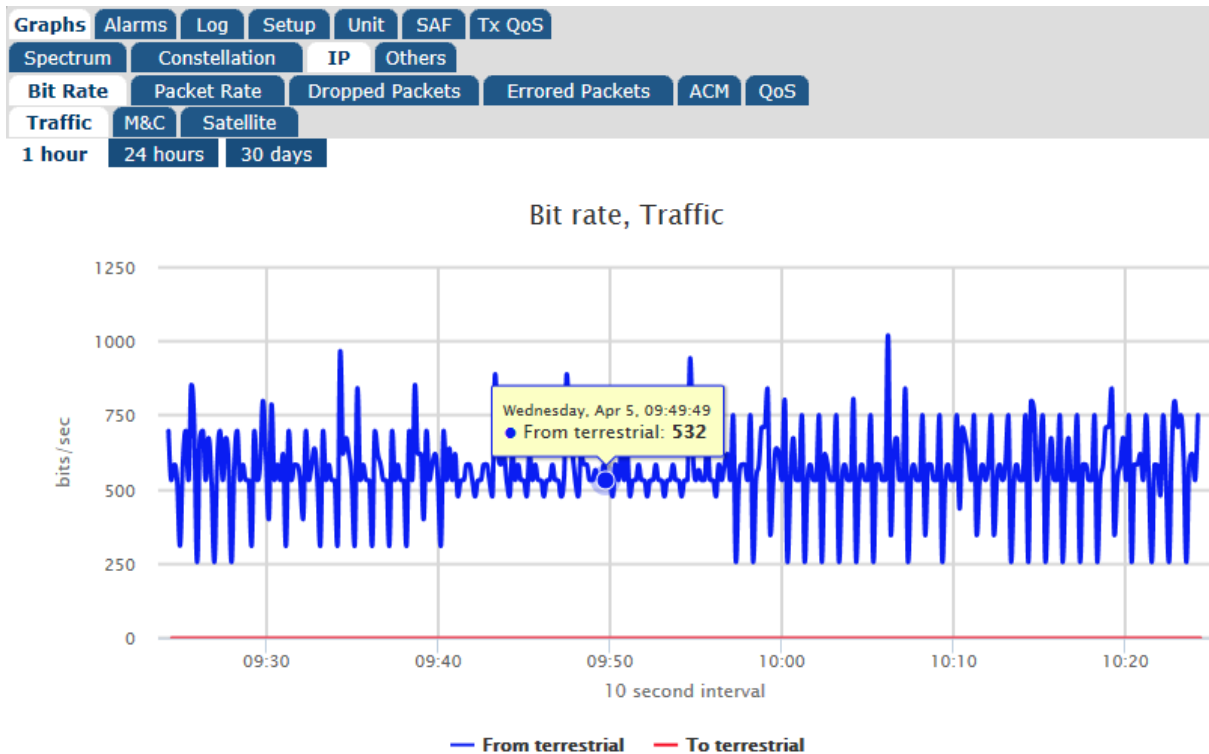 Graphs Alarms Log Setup Unit SAF Tx QoS
Spectrum Constellation IP Others
Bit Rate Packet Rate Dropped Packets Errored Packets ACM QoS
Traffic M&C Satellite
1 hour 24 hours 30 days
Bit rate, Traffic
1250
1000
750
500
250
0
bits/sec
Wednesday, Apr 5, 09:49:49
From terrestrial: 532
09:30 09:40 09:50 10:00 10:10 10:20
10 second interval
From terrestrial To terrestrial